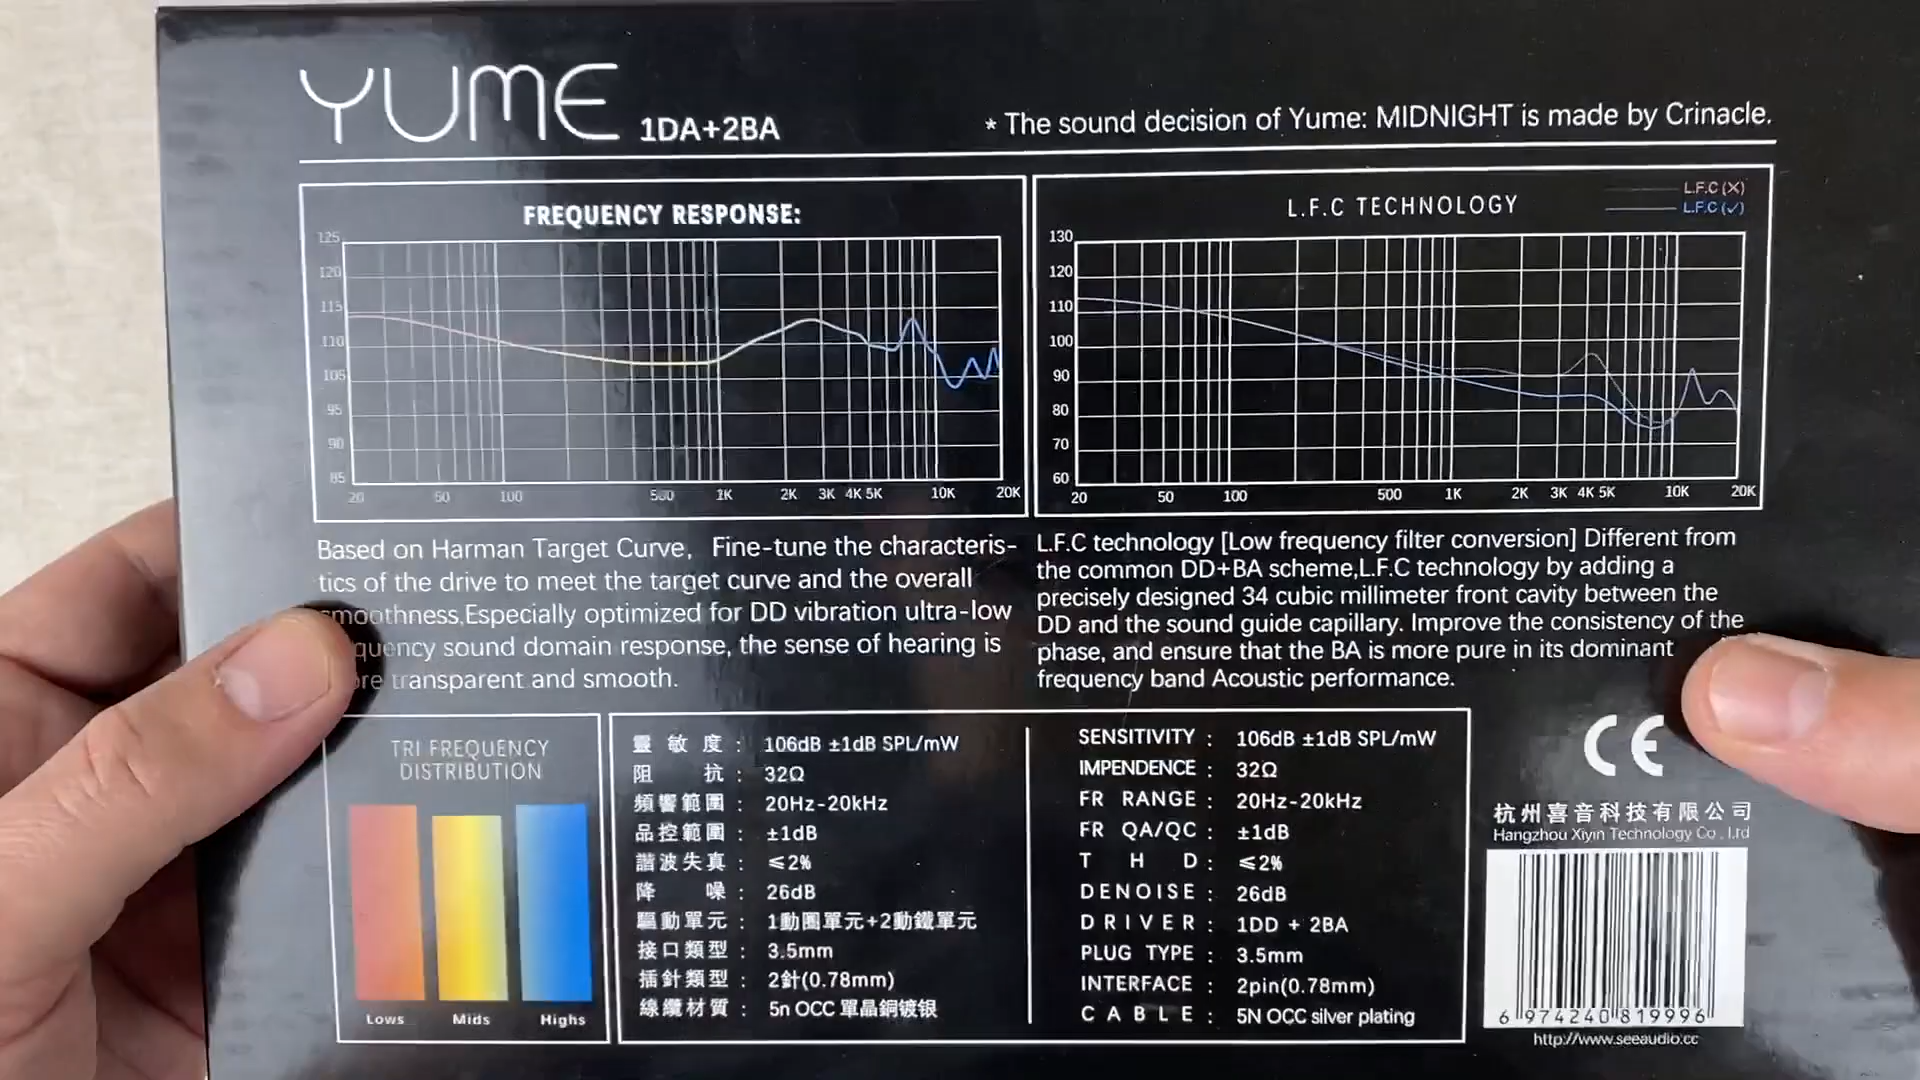 YUME 1DA+2BA
* The sound decision of Yume: MIDNIGHT is made by Crinacle.
FREQUENCY RESPONSE:
125
120
115
110
105
95
90
85
20 50 100 500 1K 2K 3K 4K 5K 10K 20K
L.F.C TECHNOLOGY
L.F.C (X)
L.F.C (✓)
130
120
110
100
90
80
70
60
20 50 100 500 1K 2K 3K 4K 5K 10K 20K
Based on Harman Target Curve, Fine-tune the characteris-
tics of the drive to meet the target curve and the overall
smoothness,Especially optimized for DD vibration ultra-low
quency sound domain response, the sense of hearing is
re transparent and smooth.
L.F.C technology [Low frequency filter conversion] Different from
the common DD+BA scheme,L.F.C technology by adding a
precisely designed 34 cubic millimeter front cavity between the
DD and the sound guide capillary. Improve the consistency of the
phase, and ensure that the BA is more pure in its dominant
frequency band Acoustic performance.
TRI FREQUENCY
DISTRIBUTION
Lows Mids Highs
靈敏度: 106dB ±1dB SPL/mW
阻抗: 32Ω
頻響範圍: 20Hz-20kHz
品控範圍: ±1dB
諧波失真: ≤2%
降噪: 26dB
驅動單元: 1動圈單元+2動鐵單元
接口類型: 3.5mm
插針類型: 2針(0.78mm)
線纜材質: 5n OCC 單晶銅镀银
SENSITIVITY: 106dB ±1dB SPL/mW
IMPENDENCE: 32Ω
FR RANGE: 20Hz-20kHz
FR QA/QC: ±1dB
THD: ≤2%
DENOISE: 26dB
DRIVER: 1DD + 2BA
PLUG TYPE: 3.5mm
INTERFACE: 2pin(0.78mm)
CABLE: 5N OCC silver plating
CE
杭州喜音科技有限公司
Hangzhou Xiyin Technology Co., Ltd
6 974240 819996
http://www.seeaudio.cc